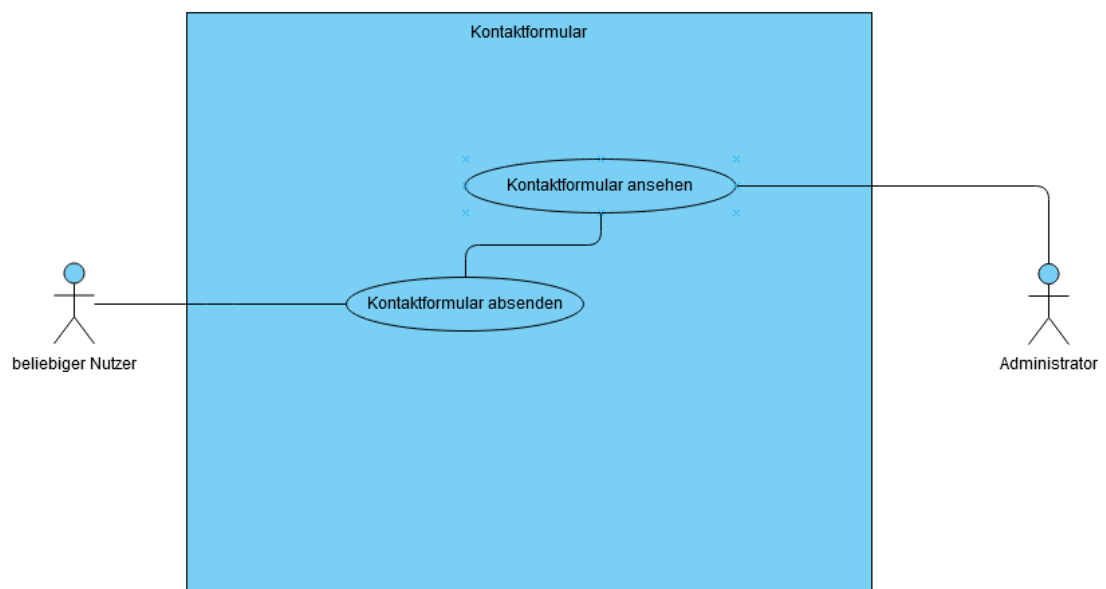 Kontaktformular
Kontaktformular ansehen
Kontaktformular absenden
beliebiger Nutzer
Administrator